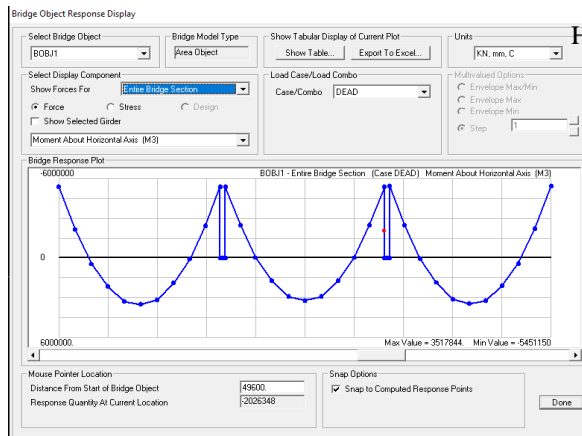 Bridge Object Response Display
Select Bridge Object
BOBJ1
Bridge Model Type
Area Object
Show Tabular Display of Current Plot
Show Table...
Export To Excel...
Units
KN, mm, C
H
Select Display Component
Show Forces For
Entire Bridge Section
Force
Stress
Design
Show Selected Girder
Moment About Horizontal Axis (M3)
Load Case/Load Combo
Case/Combo
DEAD
Multivalued Options
Envelope Max/Min
Envelope Max
Envelope Min
Step
1
Bridge Response Plot
-6000000
BOBJ1 - Entire Bridge Section (Case DEAD) Moment About Horizontal Axis (M3)
0
6000000.
Max Value = 3517844. Min Value = -5451150
Mouse Pointer Location
Distance From Start of Bridge Object
49600.
Response Quantity At Current Location
-2026348
Snap Options
Snap to Computed Response Points
Done